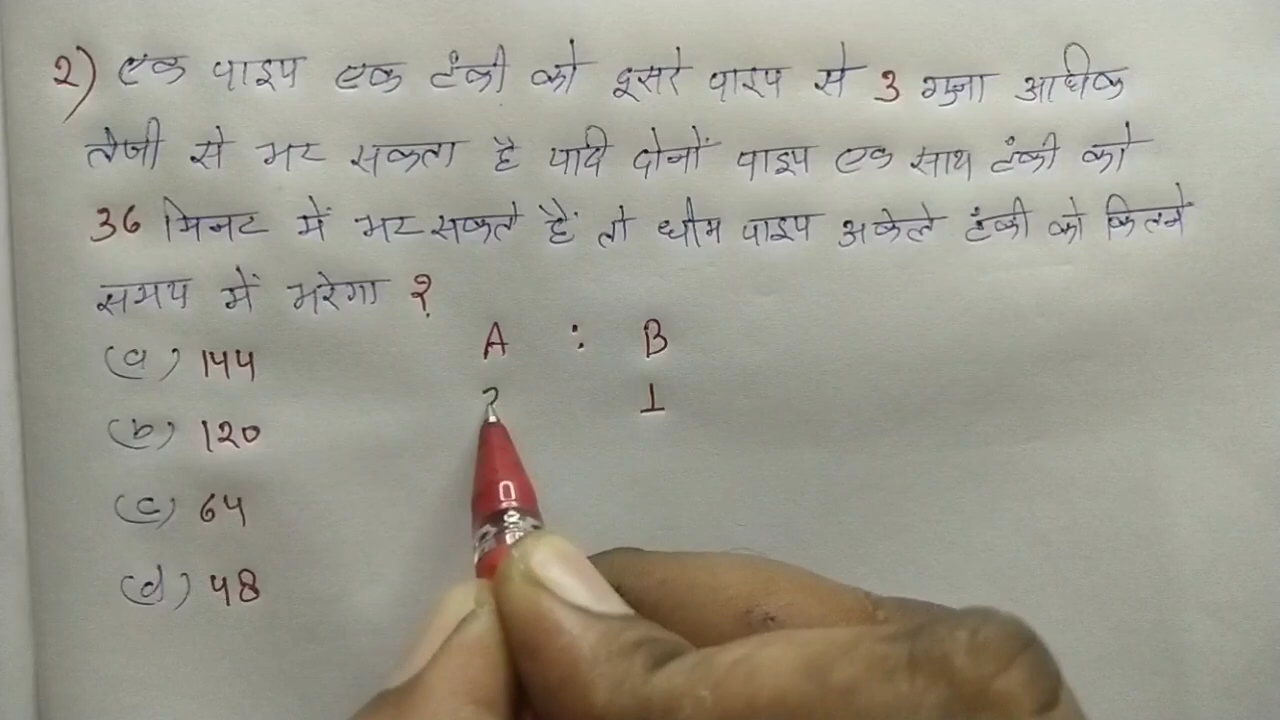 2) एक पाइप एक टंकी को दूसरे पाइप से 3 गुना अधिक
तेजी से भर सकता है यदि दोनों पाइप एक साथ टंकी को
36 मिनट में भर सकते हैं तो धीमा पाइप अकेले टंकी को कितने
समय में भरेगा ?
(a) 144
(b) 120
(c) 64
(d) 48
A : B
1